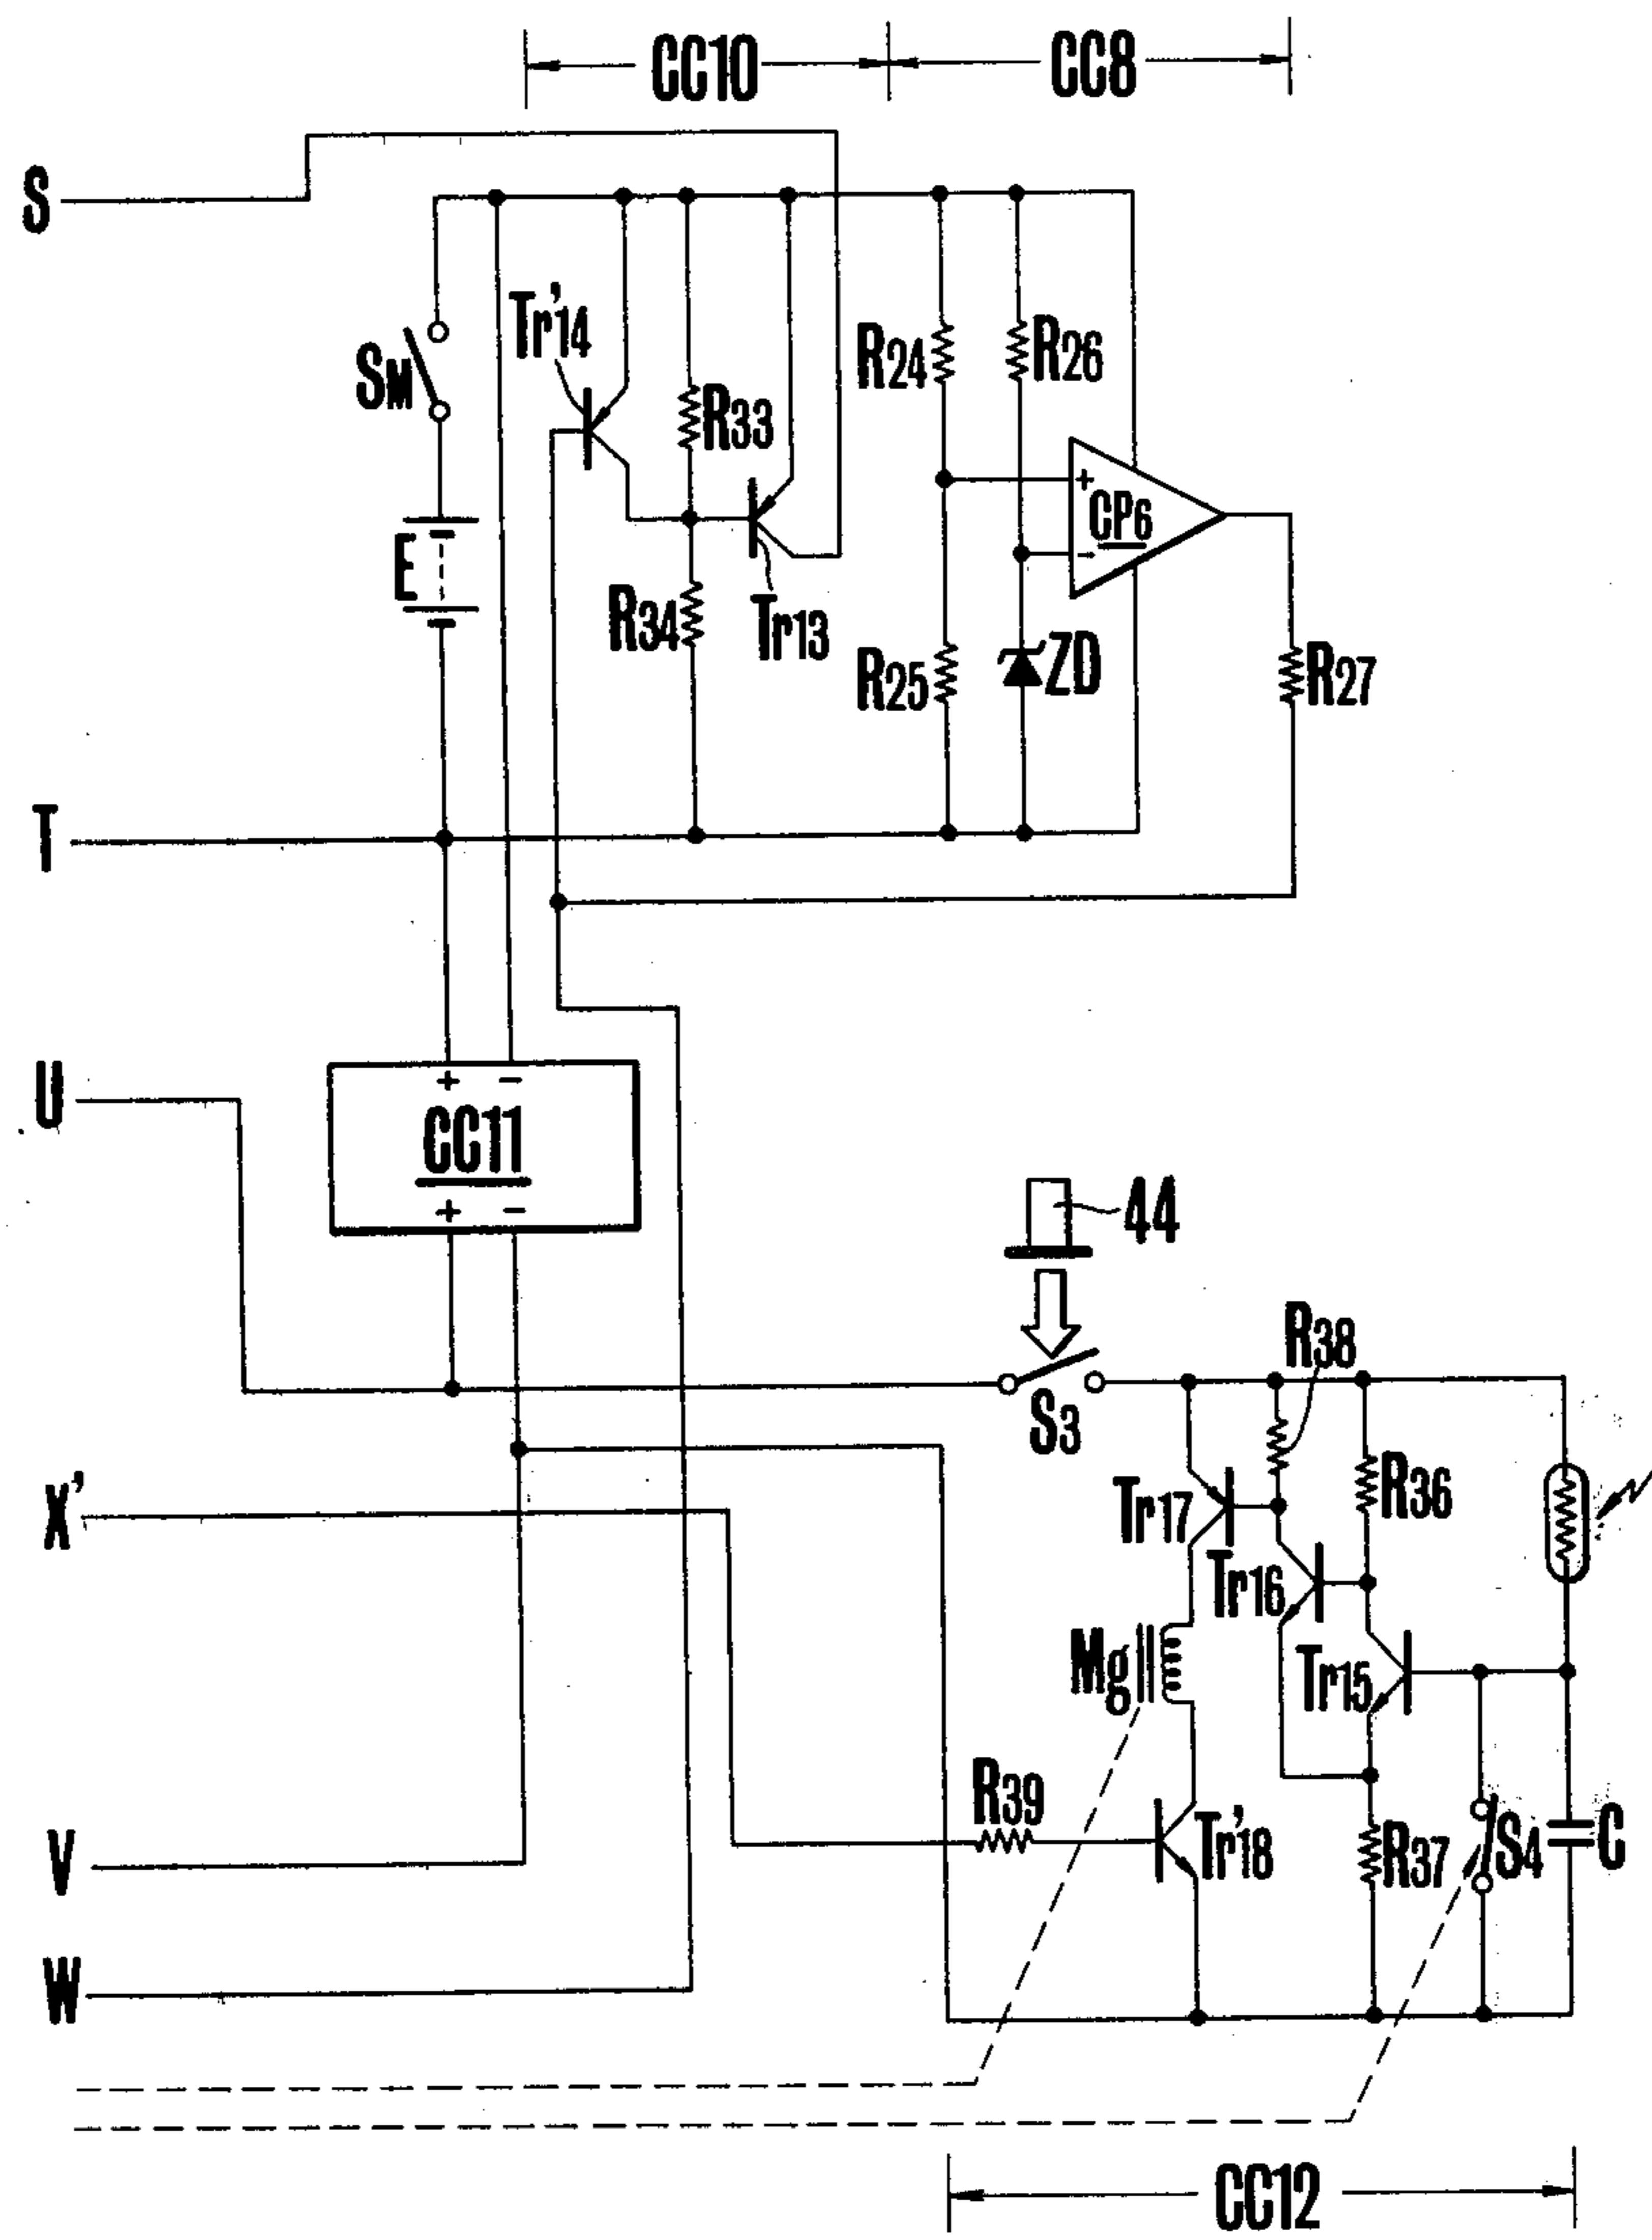 CC10 CC8
S
Tr'14
SM
R24
R26
R33
+
CP6
-
E
R34
Tr13
R25
ZD
R27
T
U
+ -
CC11
+ -
44
R38
S3
X'
Tr17
R36
Tr16
Mg
Tr15
R39
Tr'18
R37
S4
C
V
W
CC12